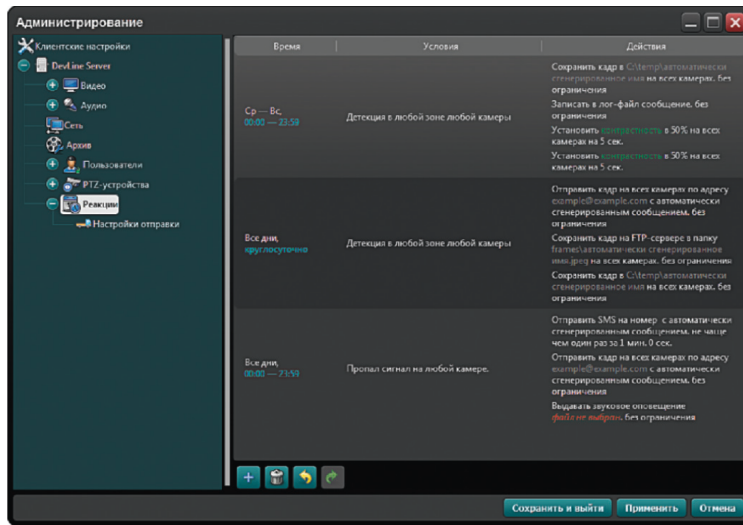 Администрирование
Клиентские настройки
DevLine Server
Видео
Аудио
Сеть
Архив
Пользователи
PTZ-устройства
Реакции
Настройки отправки
Время
Условия
Действия
Ср — Вс,
00:00 — 23:59
Детекция в любой зоне любой камеры
Сохранить кадр в C:\temp\автоматически
сгенерированное имя на всех камерах, без
ограничения
Записать в лог-файл сообщение, без
ограничения
Установить контрастность в 50% на всех
камерах на 5 сек.
Установить контрастность в 50% на всех
камерах на 5 сек.
Все дни,
круглосуточно
Детекция в любой зоне любой камеры
Отправить кадр на всех камерах по адресу
example@example.com с автоматически
сгенерированным сообщением, без
ограничения
Сохранить кадр на FTP-сервере в папку
frames\автоматически сгенерированное
имя.jpeg на всех камерах, без ограничения
Сохранить кадр в C:\temp\автоматически
сгенерированное имя на всех камерах, без
ограничения
Все дни,
00:00 — 23:59
Пропал сигнал на любой камере.
Отправить SMS на номер с автоматически
сгенерированным сообщением, не чаще
чем один раз за 1 мин. 0 сек.
Отправить кадр на всех камерах по адресу
example@example.com с автоматически
сгенерированным сообщением, без
ограничения
Выдавать звуковое оповещение
файл не выбран, без ограничения
Сохранить и выйти
Применить
Отмена